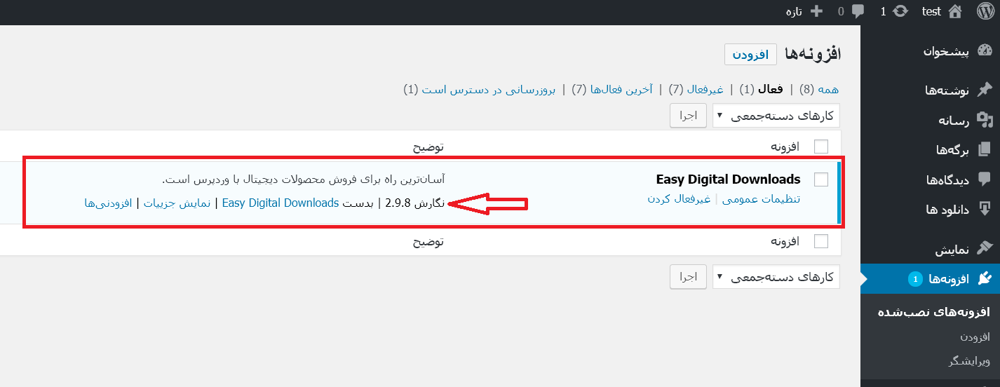 test 1 0 تازه
پیشخوان
نوشته‌ها
رسانه
برگه‌ها
دیدگاه‌ها
دانلود ها
نمایش
افزونه‌ها 1
افزونه‌های نصب‌شده
افزودن
ویرایشگر
افزونه‌ها افزودن
همه (8) | فعال (1) | غیرفعال (7) | آخرین فعال‌ها (7) | بروزرسانی در دسترس است (1)
کارهای دسته‌جمعی اجرا
افزونه توضیح
Easy Digital Downloads آسان‌ترین راه برای فروش محصولات دیجیتال با وردپرس است.
تنظیمات عمومی | غیرفعال کردن نگارش 2.9.8 | بدست Easy Digital Downloads | نمایش جزییات | افزودنی‌ها
افزونه توضیح
کارهای دسته‌جمعی اجرا